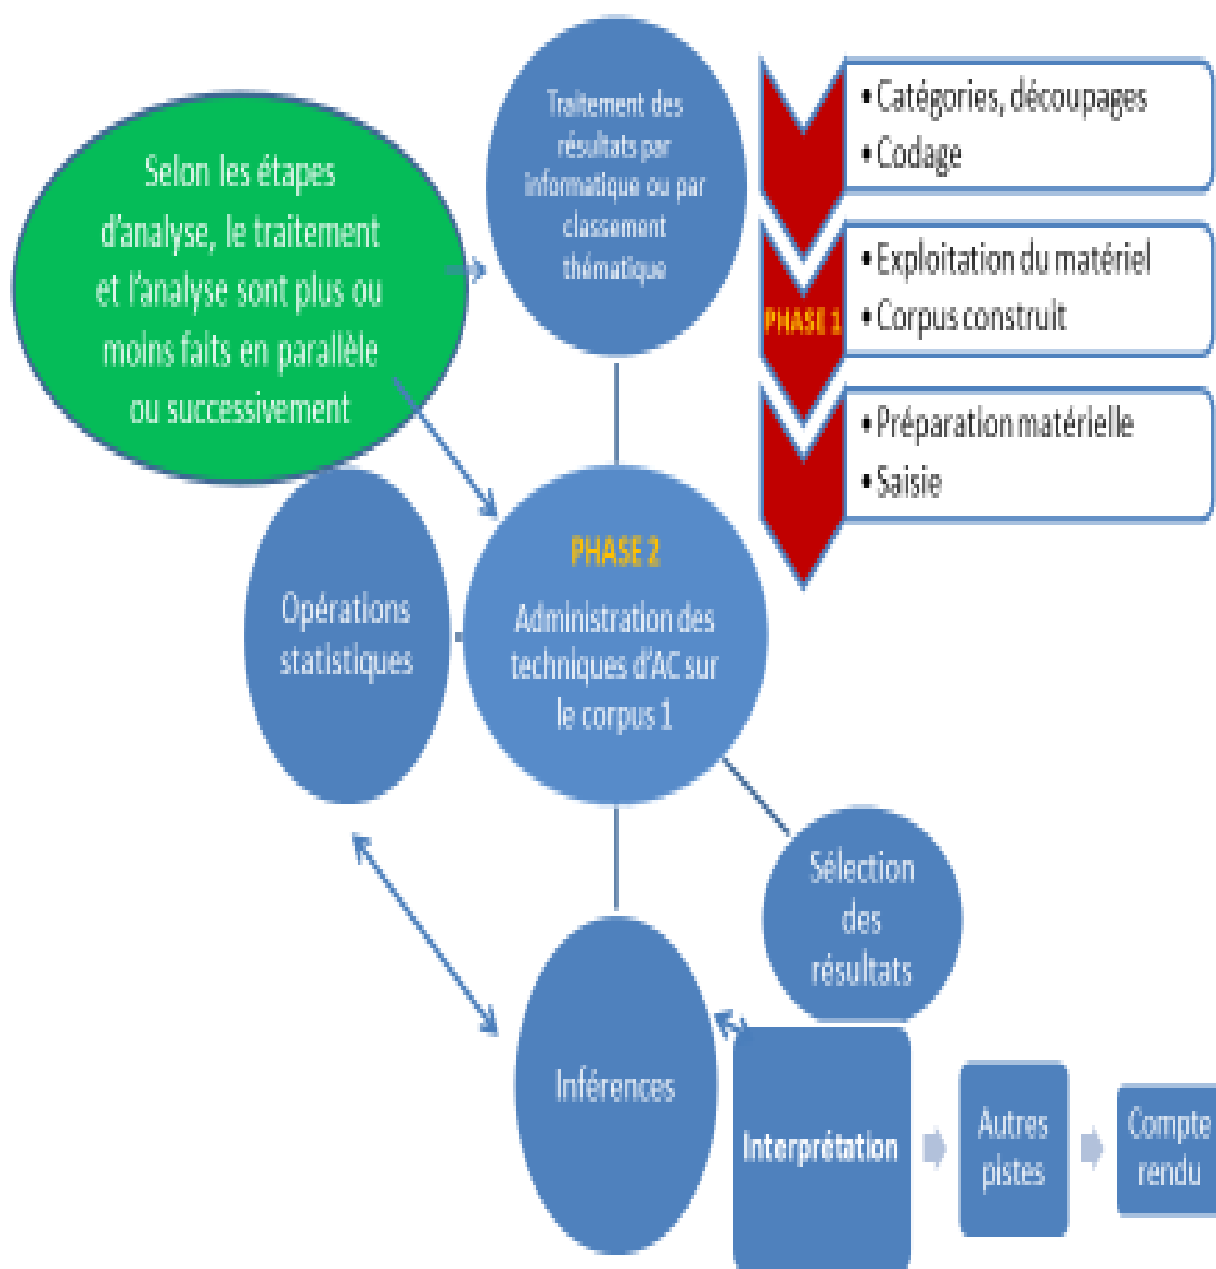 Selon les étapes
d'analyse, le traitement
et l'analyse sont plus ou
moins faits en parallèle
ou successivement
Traitement des
résultats par
informatique ou par
classement
thématique
• Catégories, découpages
• Codage
PHASE 1
• Exploitation du matériel
• Corpus construit
• Préparation matérielle
• Saisie
Opérations
statistiques
PHASE 2
Administration des
techniques d'AC sur
le corpus 1
Sélection
des
résultats
Inférences
Interprétation
Autres
pistes
Compte
rendu